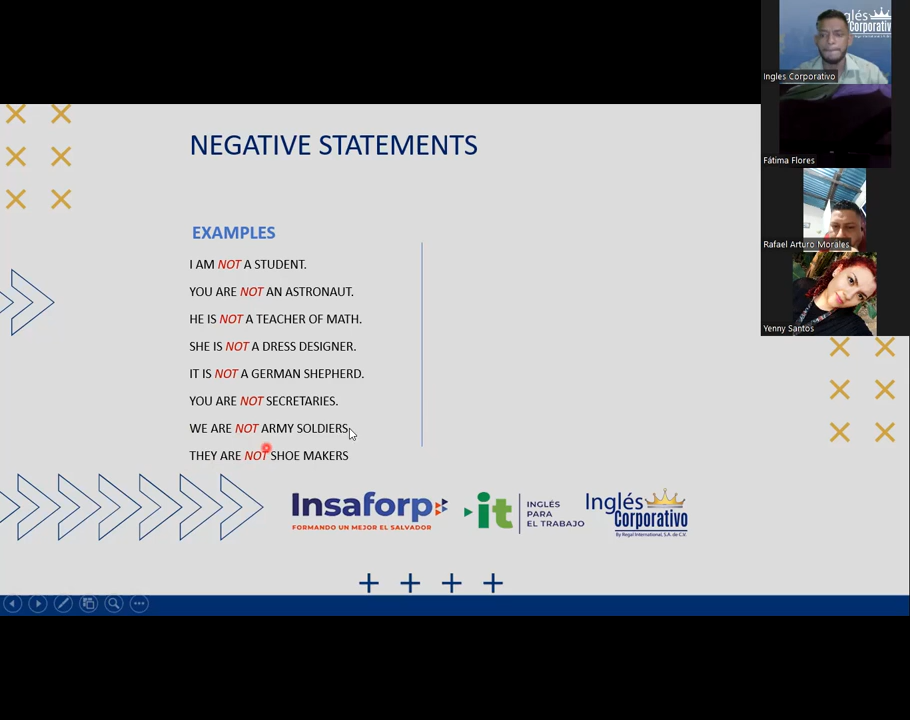 NEGATIVE STATEMENTS
EXAMPLES
I AM NOT A STUDENT.
YOU ARE NOT AN ASTRONAUT.
HE IS NOT A TEACHER OF MATH.
SHE IS NOT A DRESS DESIGNER.
IT IS NOT A GERMAN SHEPHERD.
YOU ARE NOT SECRETARIES.
WE ARE NOT ARMY SOLDIERS
THEY ARE NOT SHOE MAKERS
Insaforp
FORMANDO UN MEJOR EL SALVADOR
it
INGLÉS
PARA
EL TRABAJO
Inglés
Corporativo
By Regal International, S.A. de C.V.
Ingles Corporativo
Fátima Flores
Rafael Arturo Morales
Yenny Santos